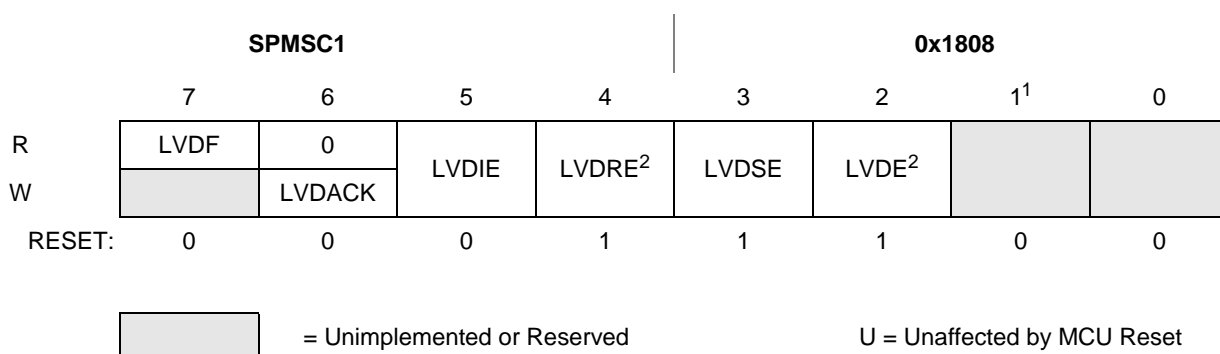 SPMSC1 0x1808
7 6 5 4 3 2 1¹ 0
R LVDF 0
LVDIE LVDRE² LVDSE LVDE²
W LVDACK
RESET: 0 0 0 1 1 1 0 0
= Unimplemented or Reserved U = Unaffected by MCU Reset